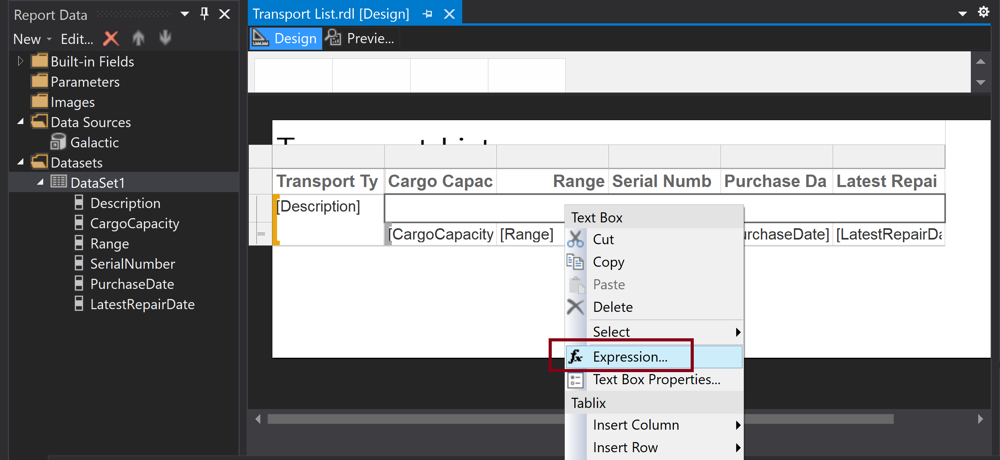 Report Data
New Edit...
Built-in Fields
Parameters
Images
Data Sources
Galactic
Datasets
DataSet1
Description
CargoCapacity
Range
SerialNumber
PurchaseDate
LatestRepairDate
Transport List.rdl [Design]
Design Previe...
Transport Ty Cargo Capac Range Serial Numb Purchase Da Latest Repai
[Description]
[CargoCapacity [Range] urchaseDate] [LatestRepairDa
Text Box
Cut
Copy
Paste
Delete
Select
fx Expression...
Text Box Properties...
Tablix
Insert Column
Insert Row